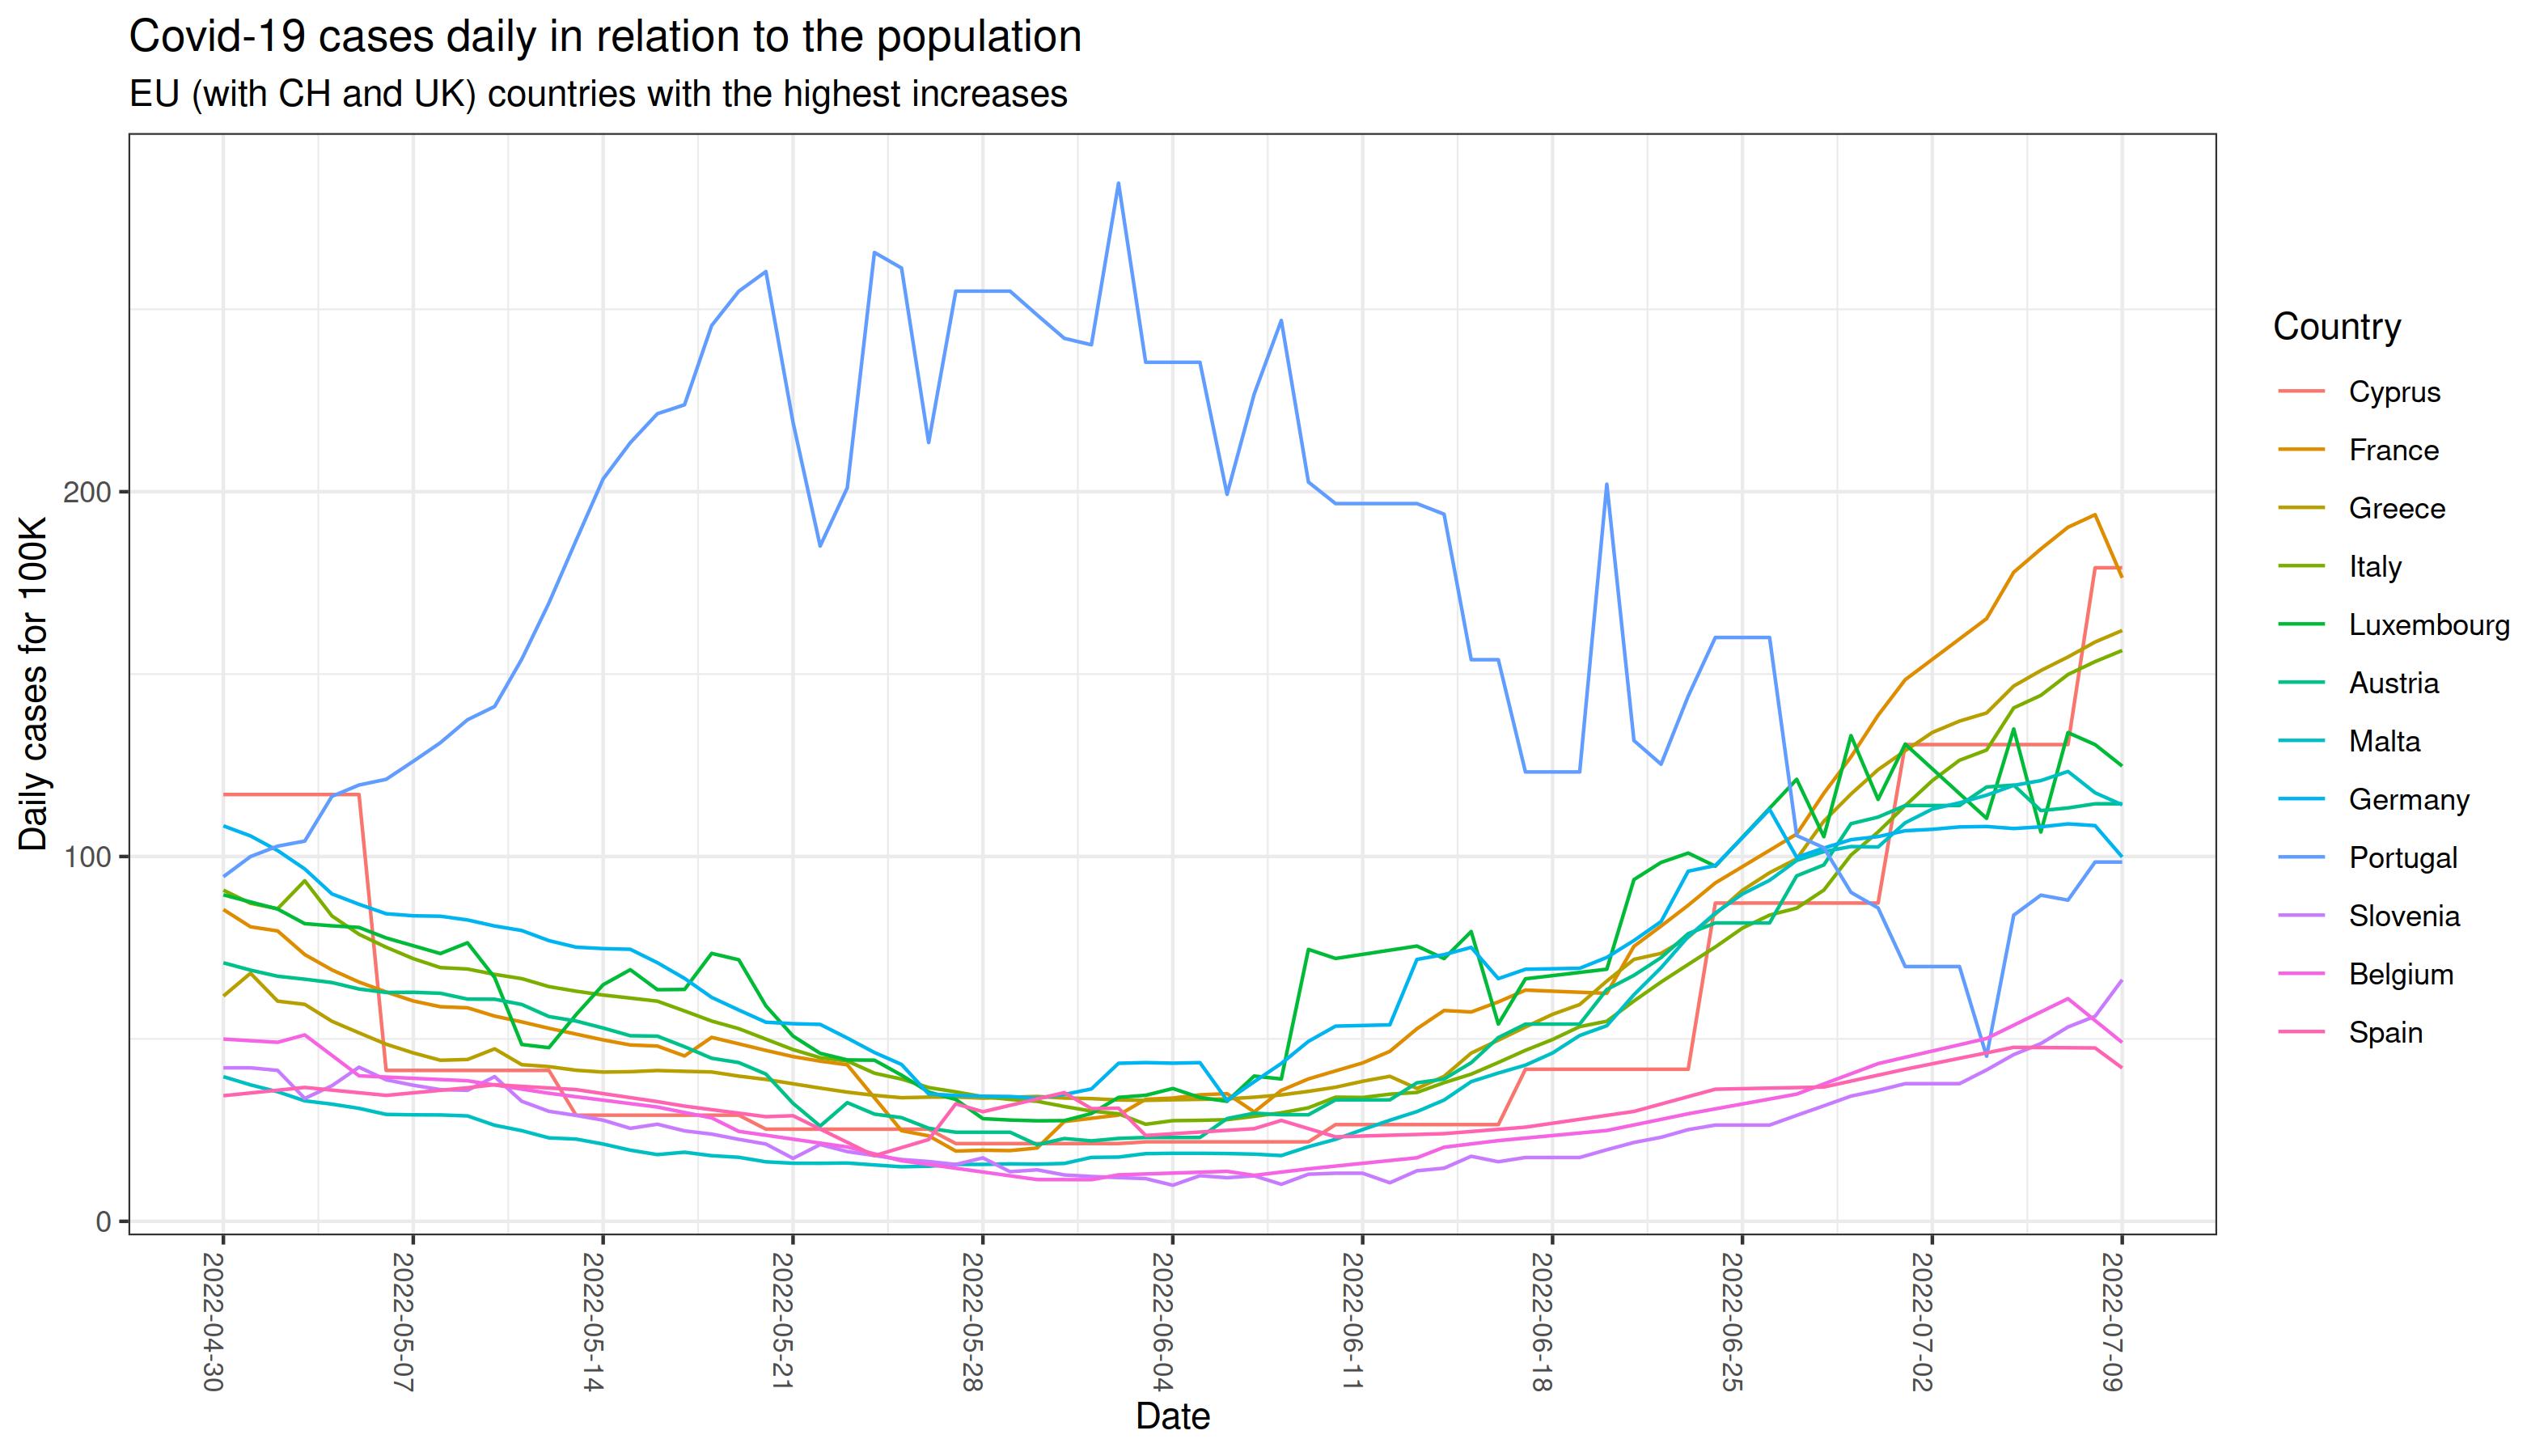 Covid-19 cases daily in relation to the population
EU (with CH and UK) countries with the highest increases
Daily cases for 100K
200
100
0
2022-04-30
2022-05-07
2022-05-14
2022-05-21
2022-05-28
2022-06-04
2022-06-11
2022-06-18
2022-06-25
2022-07-02
2022-07-09
Date
Country
Cyprus
France
Greece
Italy
Luxembourg
Austria
Malta
Germany
Portugal
Slovenia
Belgium
Spain